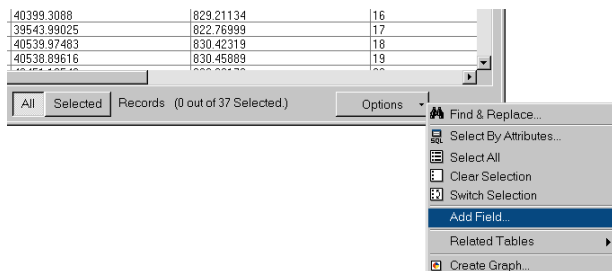 40399.3088 829.21134 16
39543.99025 822.76999 17
40539.97483 830.42319 18
40538.89616 830.45889 19
All Selected Records (0 out of 37 Selected.) Options
Find & Replace...
SQL Select By Attributes...
Select All
Clear Selection
Switch Selection
Add Field...
Related Tables
Create Graph...